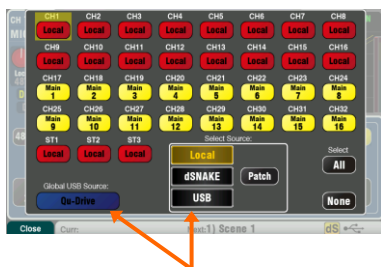 CH1 CH2 CH3 CH4 CH5 CH6 CH7 CH8
Local Local Local Local Local Local Local Local
CH9 CH10 CH11 CH12 CH13 CH14 CH15 CH16
Local Local Local Local Local Local Local Local
CH17 CH18 CH19 CH20 CH21 CH22 CH23 CH24
Main 1 Main 2 Main 3 Main 4 Main 5 Main 6 Main 7 Main 8
CH25 CH26 CH27 CH28 CH29 CH30 CH31 CH32
Main 9 Main 10 Main 11 Main 12 Main 13 Main 14 Main 15 Main 16
ST1 ST2 ST3 Select Source:
Local Local Local Local
Select
All
dSNAKE Patch
Global USB Source:
Qu-Drive USB None
Close Curr: 1) Scene 1 dS